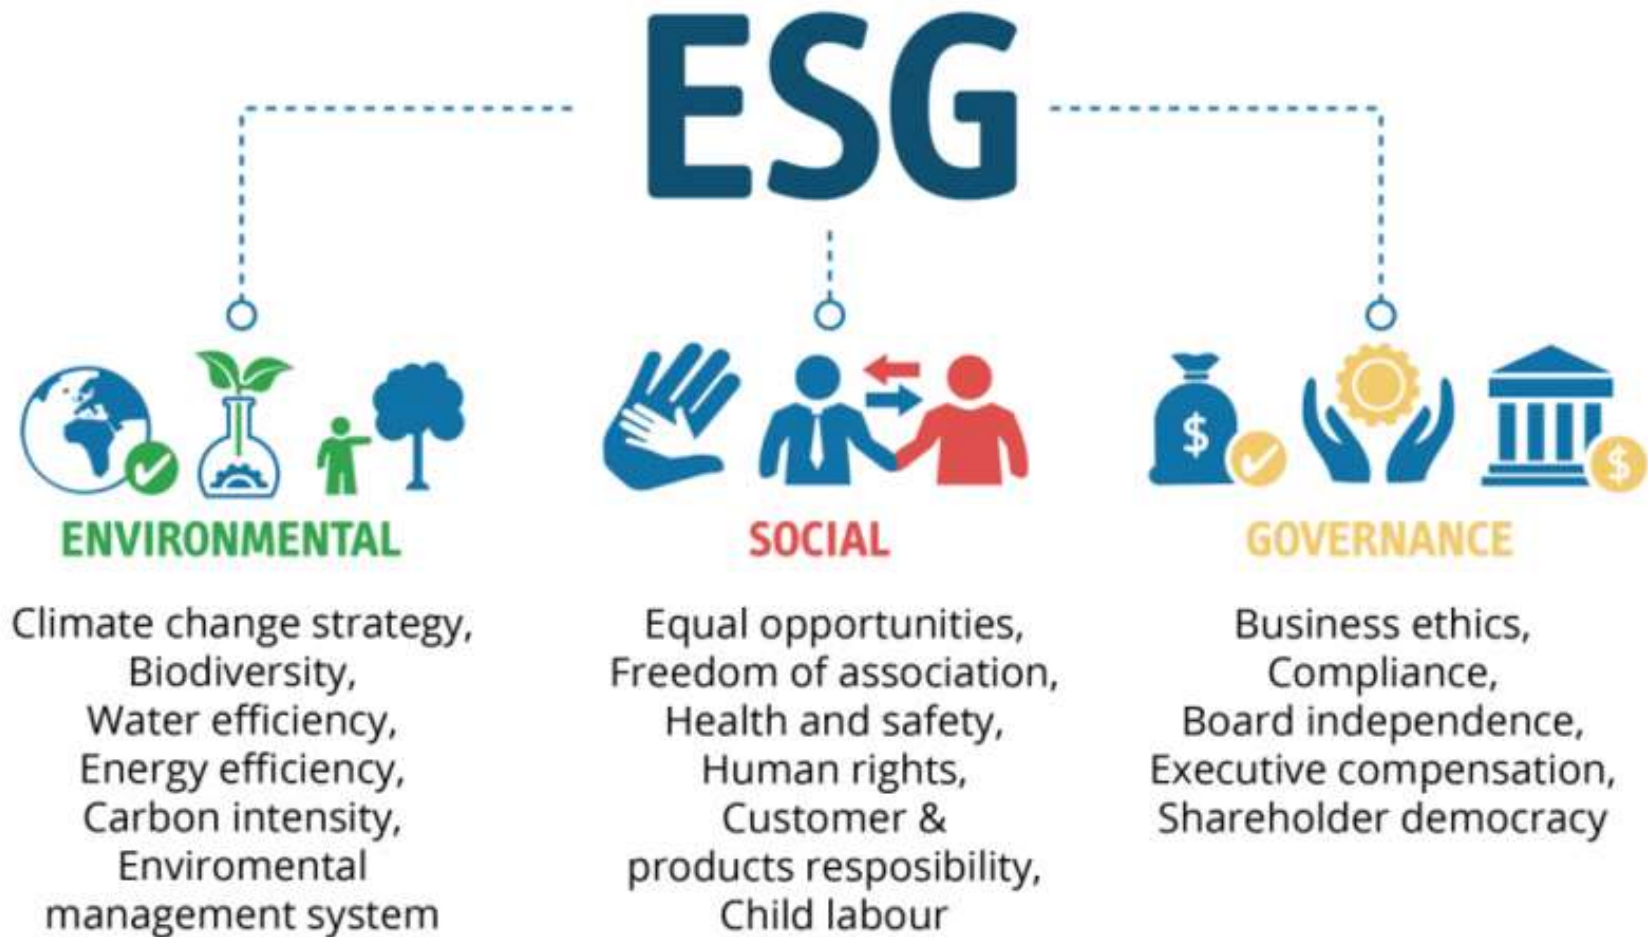 ESG
ENVIRONMENTAL
Climate change strategy,
Biodiversity,
Water efficiency,
Energy efficiency,
Carbon intensity,
Enviromental
management system
SOCIAL
Equal opportunities,
Freedom of association,
Health and safety,
Human rights,
Customer &
products resposibility,
Child labour
$
$
GOVERNANCE
Business ethics,
Compliance,
Board independence,
Executive compensation,
Shareholder democracy